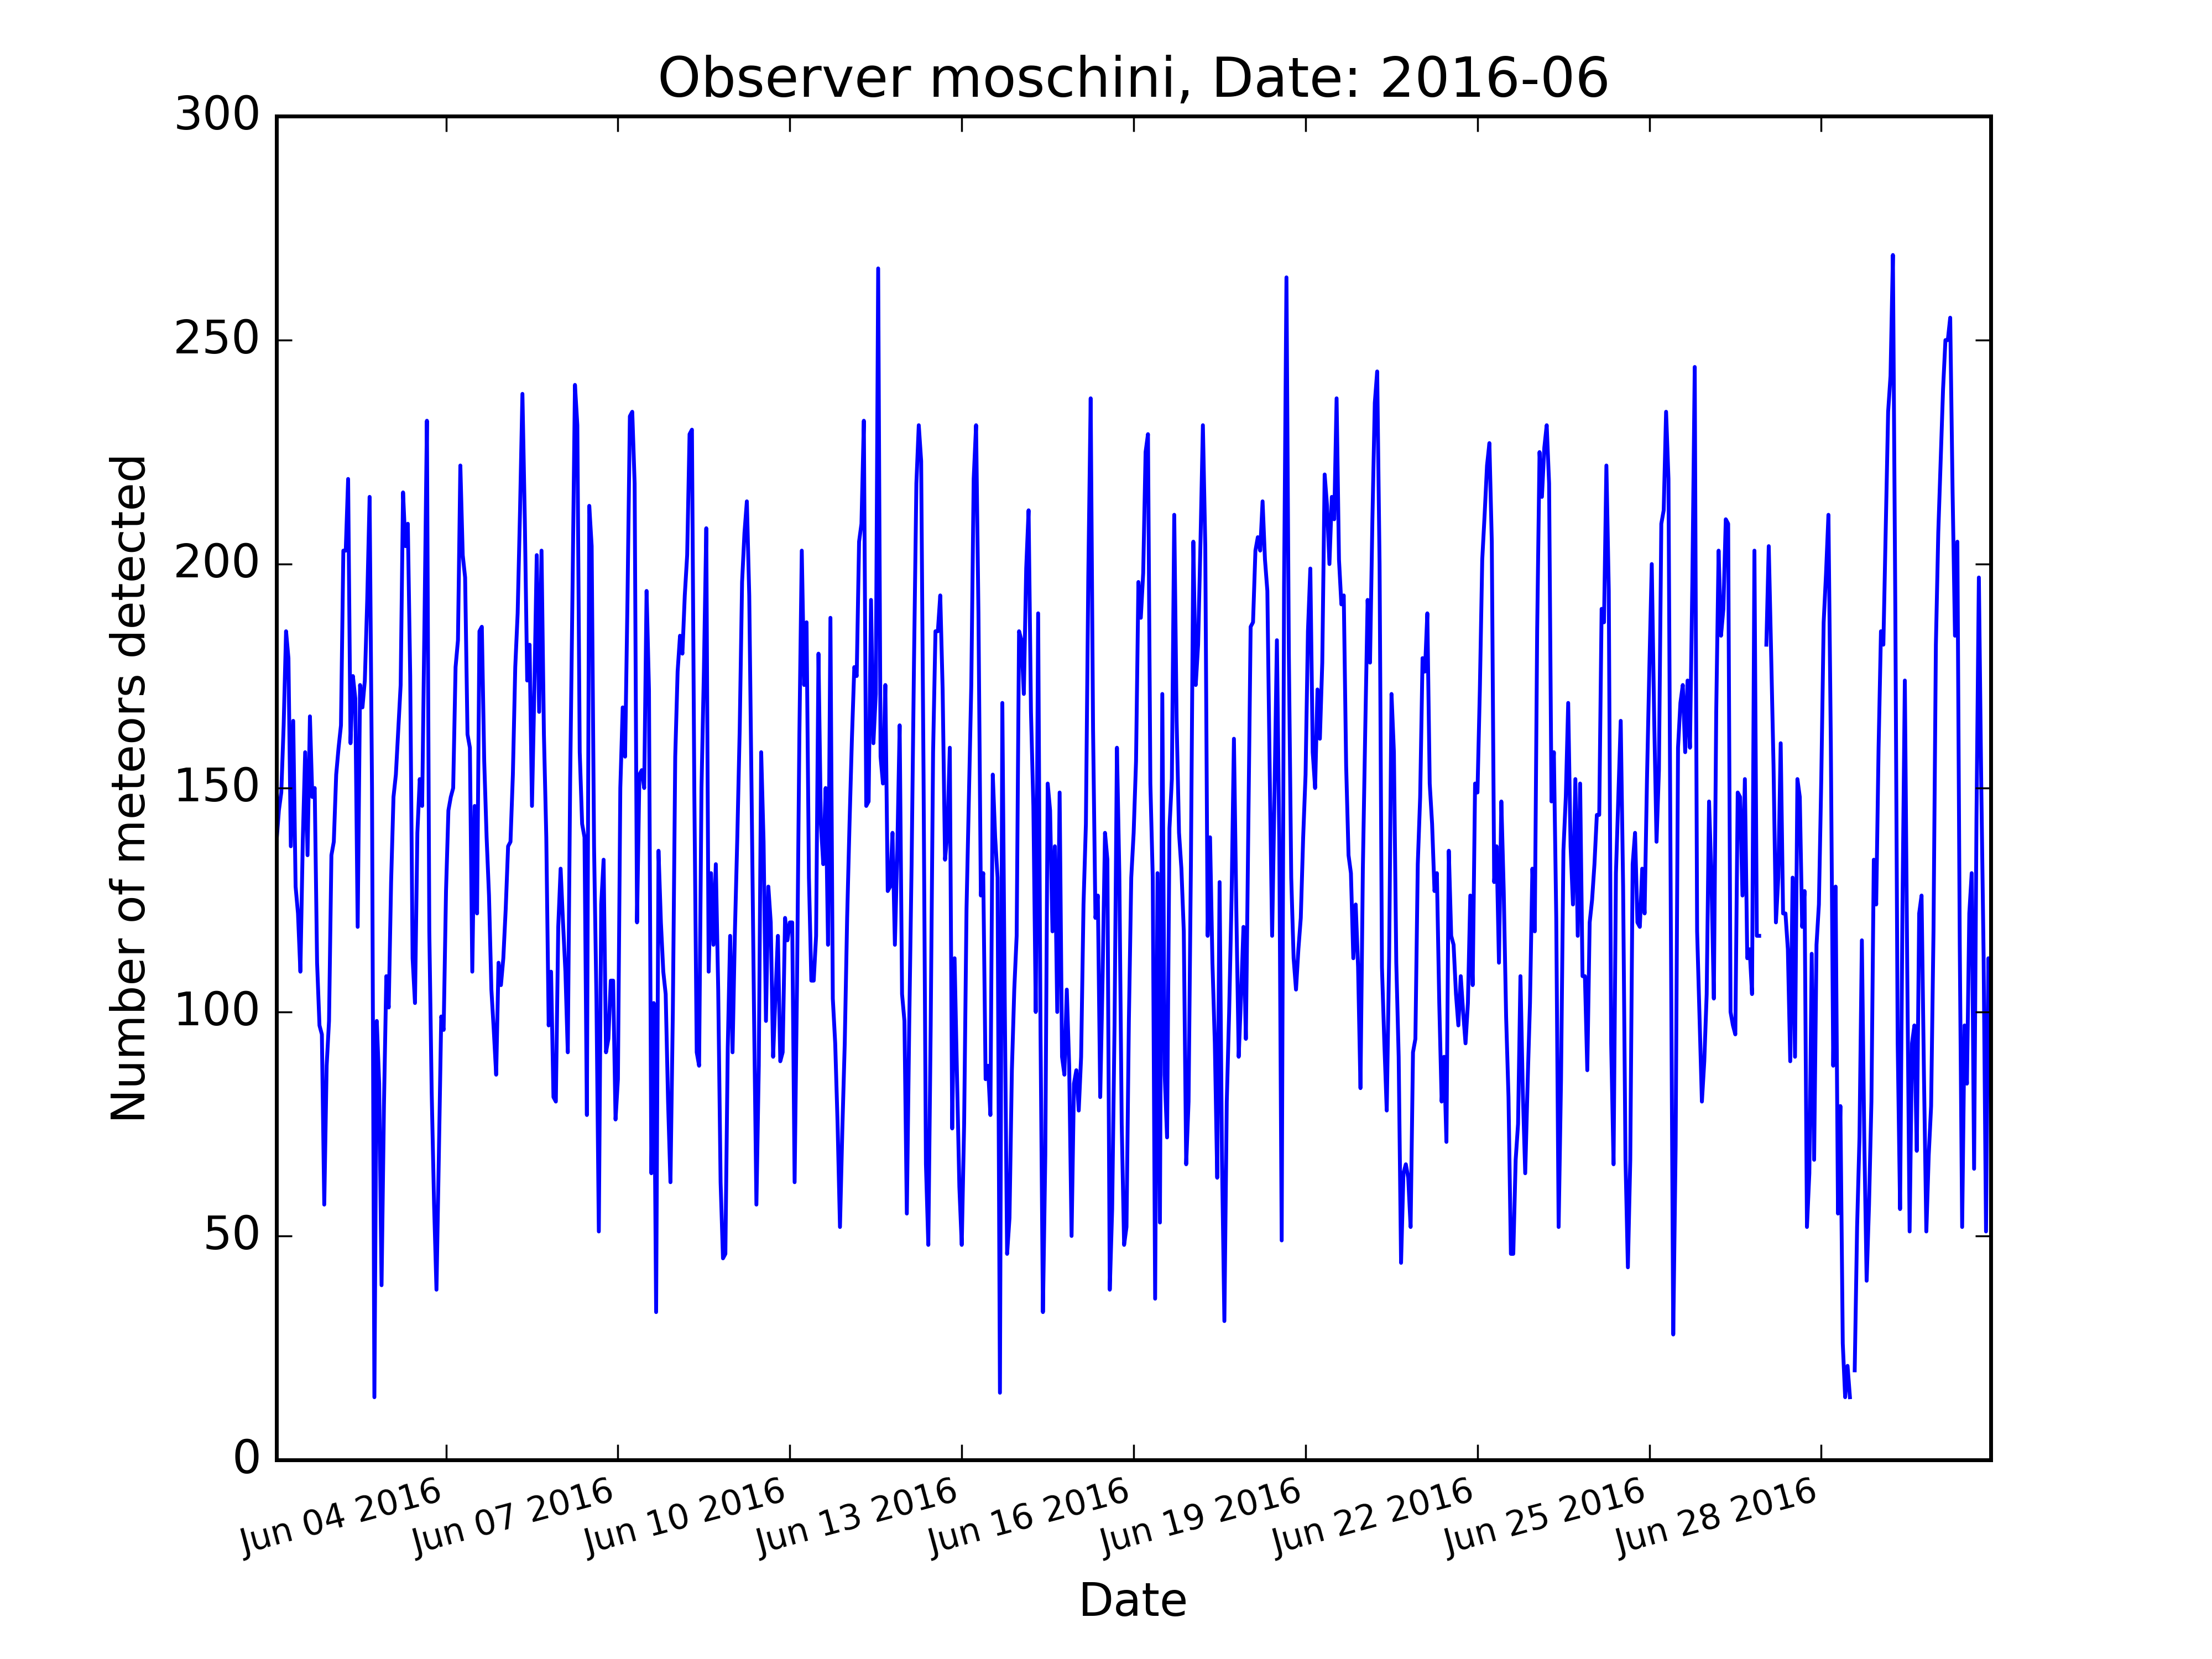 Observer moschini, Date: 2016-06
300
250
200
150
100
50
0
Number of meteors detected
Jun 04 2016
Jun 07 2016
Jun 10 2016
Jun 13 2016
Jun 16 2016
Jun 19 2016
Jun 22 2016
Jun 25 2016
Jun 28 2016
Date